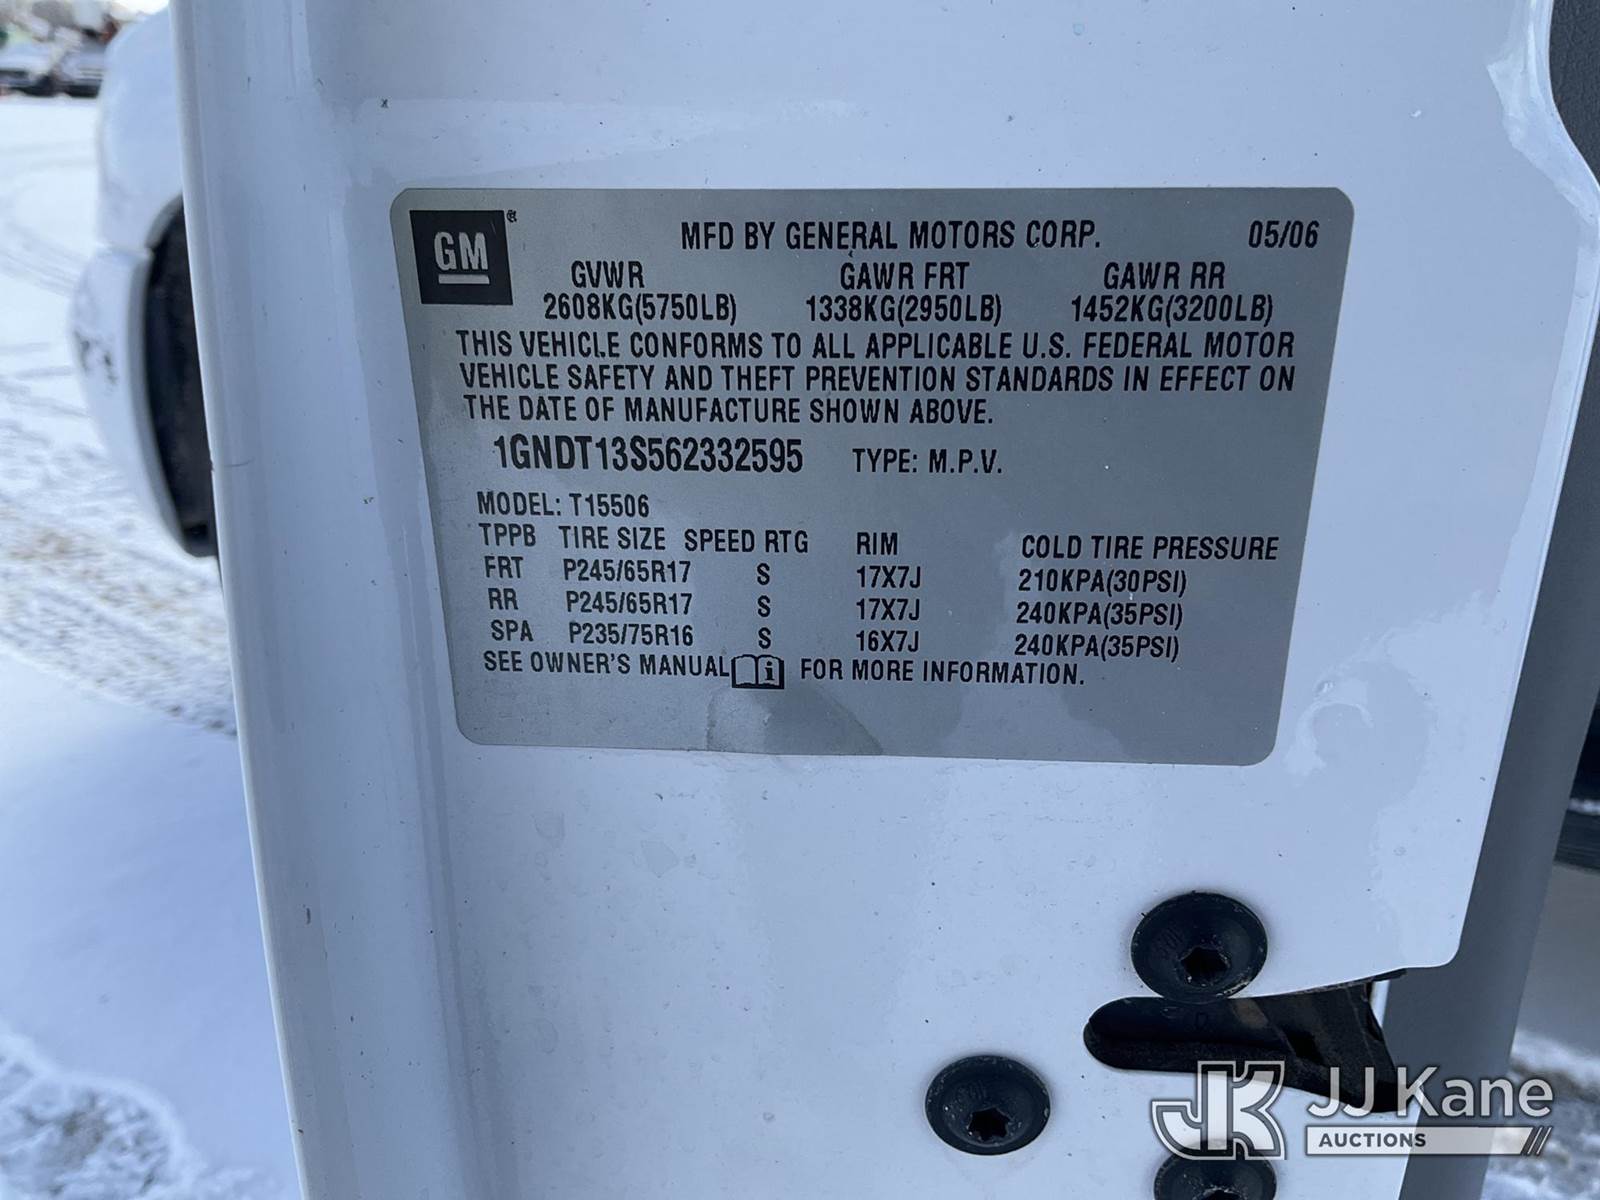 GM ®
MFD BY GENERAL MOTORS CORP. 05/06
GVWR GAWR FRT GAWR RR
2608KG(5750LB) 1338KG(2950LB) 1452KG(3200LB)
THIS VEHICLE CONFORMS TO ALL APPLICABLE U.S. FEDERAL MOTOR
VEHICLE SAFETY AND THEFT PREVENTION STANDARDS IN EFFECT ON
THE DATE OF MANUFACTURE SHOWN ABOVE.
1GNDT13S562332595 TYPE: M.P.V.
MODEL: T15506
TPPB TIRE SIZE SPEED RTG RIM COLD TIRE PRESSURE
FRT P245/65R17 S 17X7J 210KPA(30PSI)
RR P245/65R17 S 17X7J 240KPA(35PSI)
SPA P235/75R16 S 16X7J 240KPA(35PSI)
SEE OWNER'S MANUAL i FOR MORE INFORMATION.
JK JJ Kane
AUCTIONS